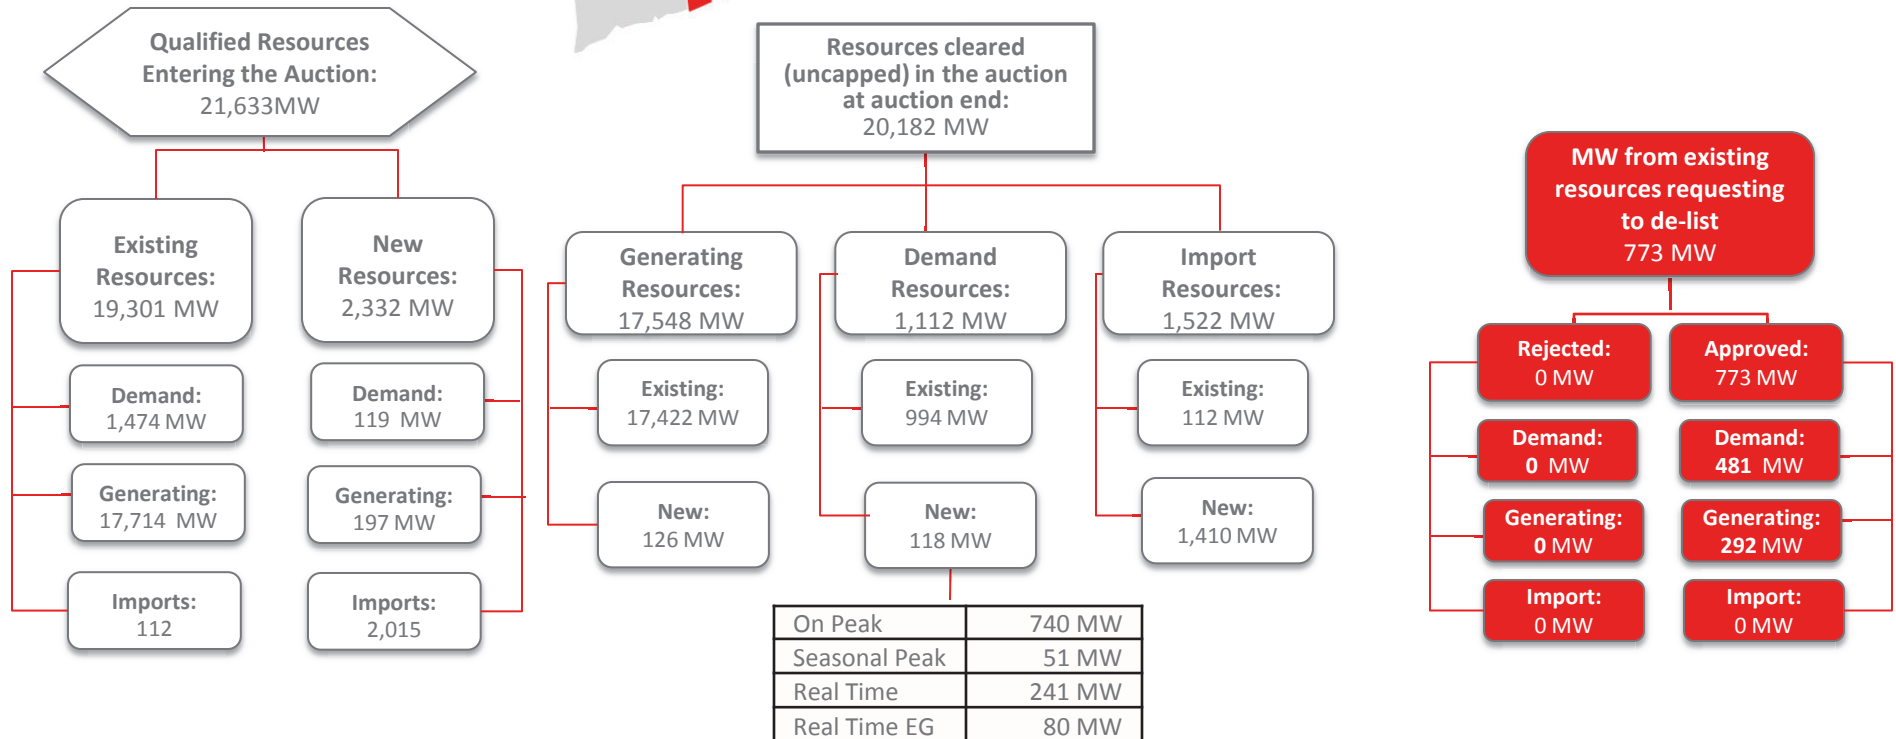 Qualified Resources
Entering the Auction:
21,633MW
Existing
Resources:
19,301 MW
Demand:
1,474 MW
Generating:
17,714 MW
Imports:
112
New
Resources:
2,332 MW
Demand:
119 MW
Generating:
197 MW
Imports:
2,015
Resources cleared
(uncapped) in the auction
at auction end:
20,182 MW
Generating
Resources:
17,548 MW
Existing:
17,422 MW
New:
126 MW
Demand
Resources:
1,112 MW
Existing:
994 MW
New:
118 MW
On Peak 740 MW
Seasonal Peak 51 MW
Real Time 241 MW
Real Time EG 80 MW
Import
Resources:
1,522 MW
Existing:
112 MW
New:
1,410 MW
MW from existing
resources requesting
to de-list
773 MW
Rejected:
0 MW
Demand:
0 MW
Generating:
0 MW
Import:
0 MW
Approved:
773 MW
Demand:
481 MW
Generating:
292 MW
Import:
0 MW